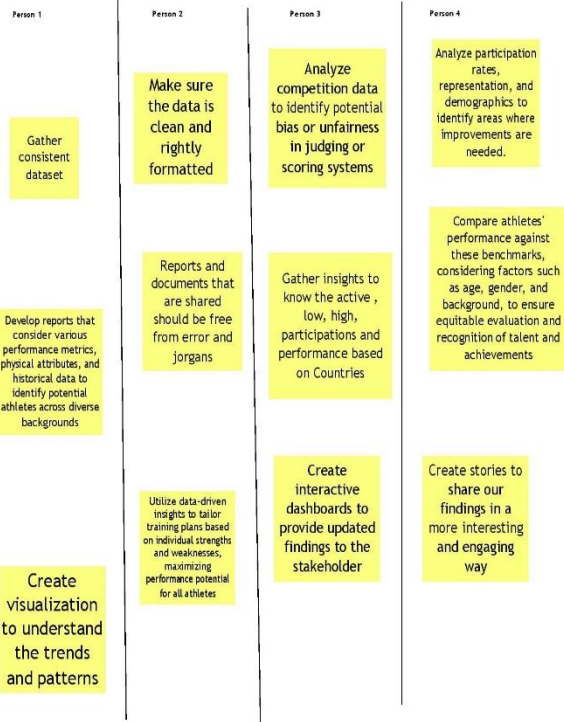 Person 1
Gather
consistent
dataset
Develop reports that
consider various
performance metrics,
physical attributes, and
historical data to
identify potential
athletes across diverse
backgrounds
Create
visualization
to understand
the trends
and patterns
Person 2
Make sure
the data is
clean and
rightly
formatted
Reports and
documents that
are shared
should be free
from error and
jorgans
Utilize data-driven
insights to tailor
training plans based
on individual strengths
and weaknesses,
maximizing
performance potential
for all athletes
Person 3
Analyze
competition data
to identify potential
bias or unfairness
in judging or
scoring systems
Gather insights to
know the active ,
low, high,
participations and
performance based
on Countries
Create
interactive
dashboards to
provide updated
findings to the
stakeholder
Person 4
Analyze participation
rates,
representation, and
demographics to
identify areas where
improvements are
needed.
Compare athletes'
performance against
these benchmarks,
considering factors such
as age, gender, and
background, to ensure
equitable evaluation and
recognition of talent and
achievements
Create stories to
share our
findings in a
more interesting
and engaging
way